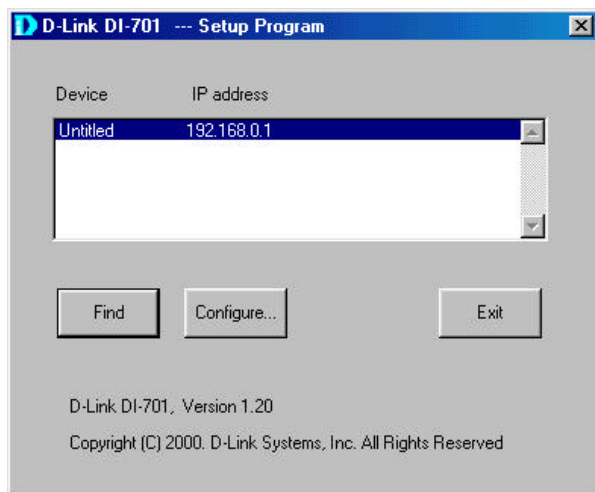 D-Link DI-701 --- Setup Program
Device IP address
Untitled 192.168.0.1
Find Configure... Exit
D-Link DI-701, Version 1.20
Copyright (C) 2000. D-Link Systems, Inc. All Rights Reserved